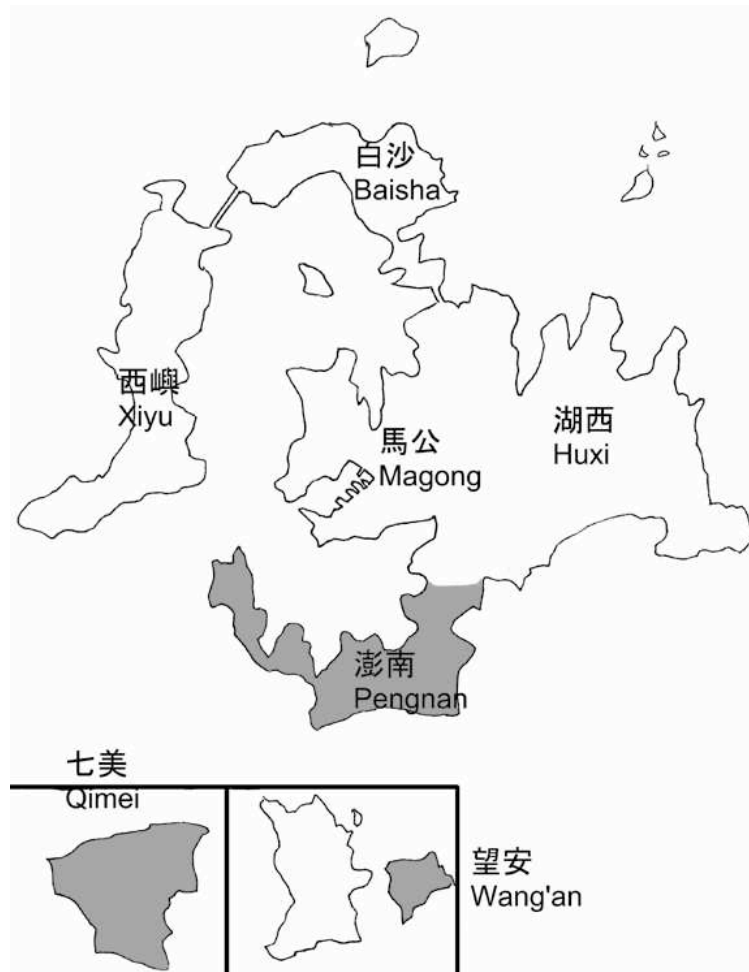 白沙
Baisha
西嶼
Xiyu
馬公
Magong
湖西
Huxi
澎南
Pengnan
七美
Qimei
望安
Wang'an